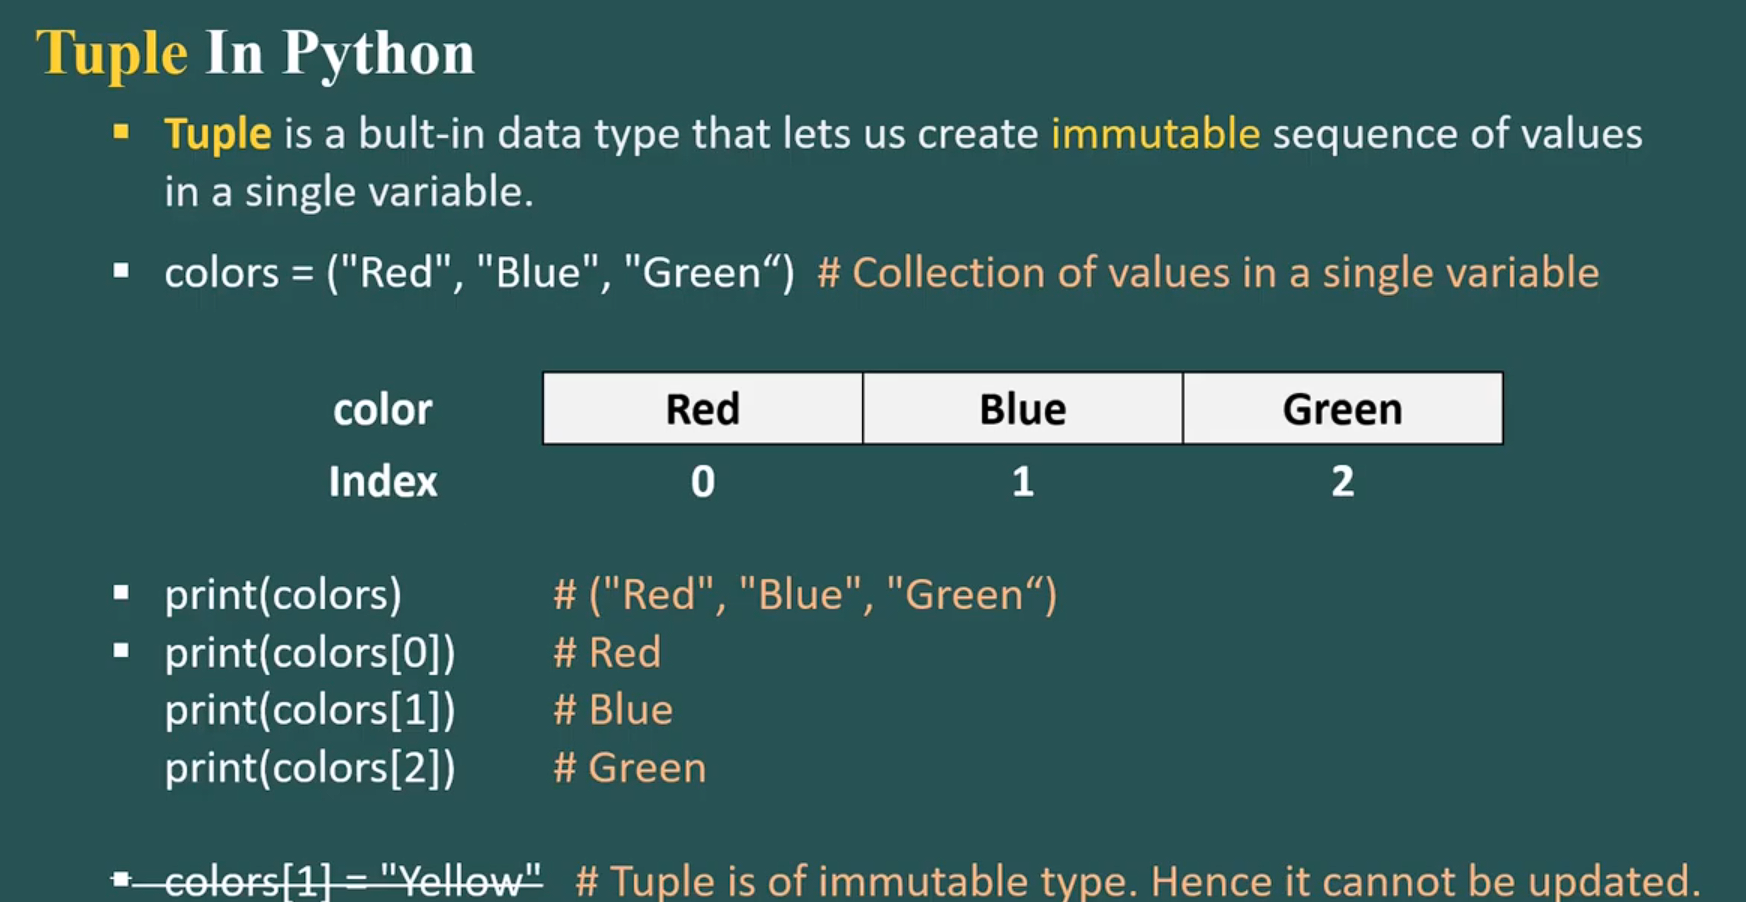 Tuple In Python
▪ Tuple is a bult-in data type that lets us create immutable sequence of values
in a single variable.
▪ colors = ("Red", "Blue", "Green“) # Collection of values in a single variable
color Red Blue Green
Index 0 1 2
▪ print(colors) # ("Red", "Blue", "Green“)
▪ print(colors[0]) # Red
print(colors[1]) # Blue
print(colors[2]) # Green
▪ colors[1] = "Yellow" # Tuple is of immutable type. Hence it cannot be updated.